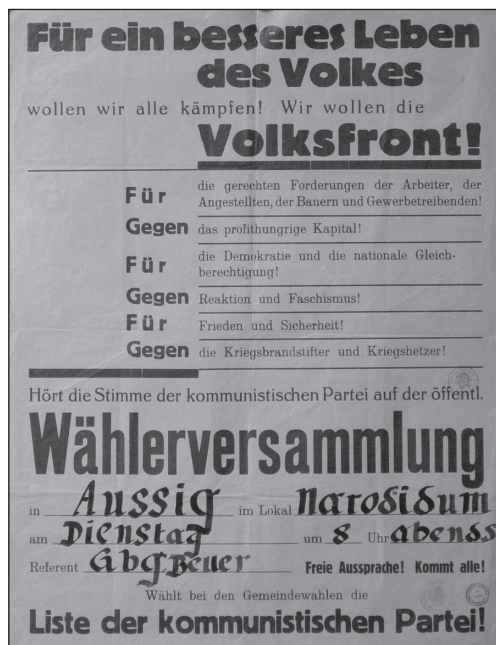 Für ein besseres Leben
des Volkes
wollen wir alle kämpfen! Wir wollen die
Volksfront!
Für die gerechten Forderungen der Arbeiter, der
Angestellten, der Bauern und Gewerbetreibenden!
Gegen das profithungrige Kapital!
Für die Demokratie und die nationale Gleich-
berechtigung!
Gegen Reaktion und Faschismus!
Für Frieden und Sicherheit!
Gegen die Kriegsbrandstifter und Kriegshetzer!
Hört die Stimme der kommunistischen Partei auf der öffentl.
Wählerversammlung
in Aussig im Lokal Narodidum
am Dienstag um 8 Uhr abends
Referent Abg Beuer Freie Aussprache! Kommt alle!
Wählt bei den Gemeindewahlen die
Liste der kommunistischen Partei!